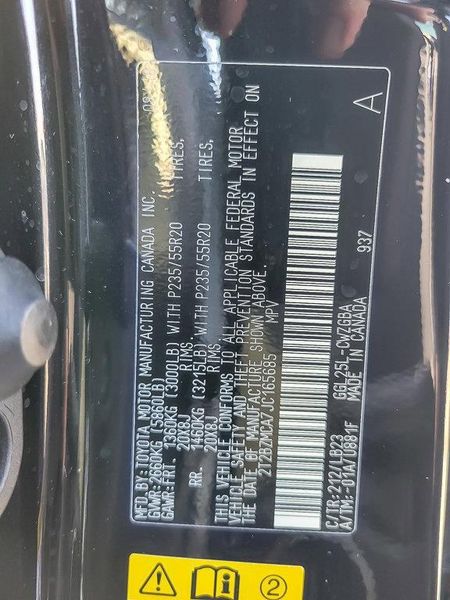 MFD.BY:TOYOTA MOTOR MANUFACTURING CANADA INC.
GVWR:2660KG (5860LB)
GAWR:FRT. 1360KG (3000LB) WITH P235/55R20 TIRES,
20X8J RIMS,
RR. 1460KG (3215LB) WITH P235/55R20 TIRES,
20X8J RIMS,
THIS VEHICLE CONFORMS TO ALL APPLICABLE FEDERAL MOTOR
VEHICLE SAFETY AND THEFT PREVENTION STANDARDS IN EFFECT ON
THE DATE OF MANUFACTURE SHOWN ABOVE.
2T2BZMCA7JC165685 MPV
C/TR:212/LB23 GGL25L-CWZGBA
A/TM:-01A/U881F MADE IN CANADA 937
A
2